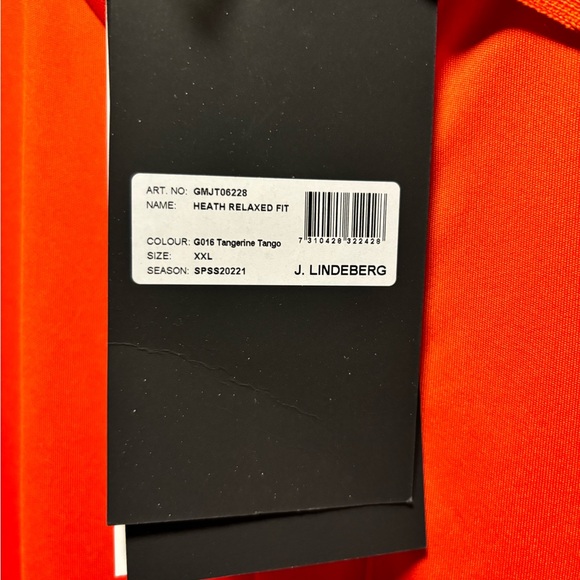 ART. NO: GMJT06228
NAME: HEATH RELAXED FIT
COLOUR: G016 Tangerine Tango
SIZE: XXL
SEASON: SPSS20221
7 310428 322428
J. LINDEBERG